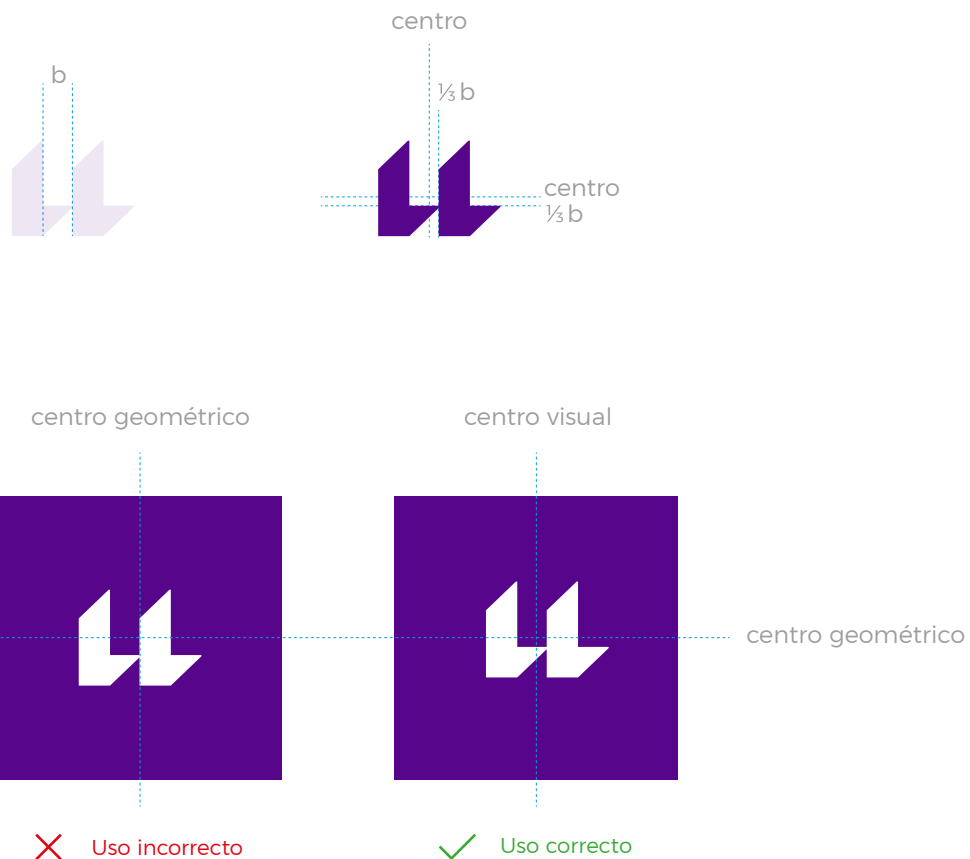 centro
b
⅓ b
centro
⅓ b
centro geométrico
centro visual
centro geométrico
Uso incorrecto
Uso correcto